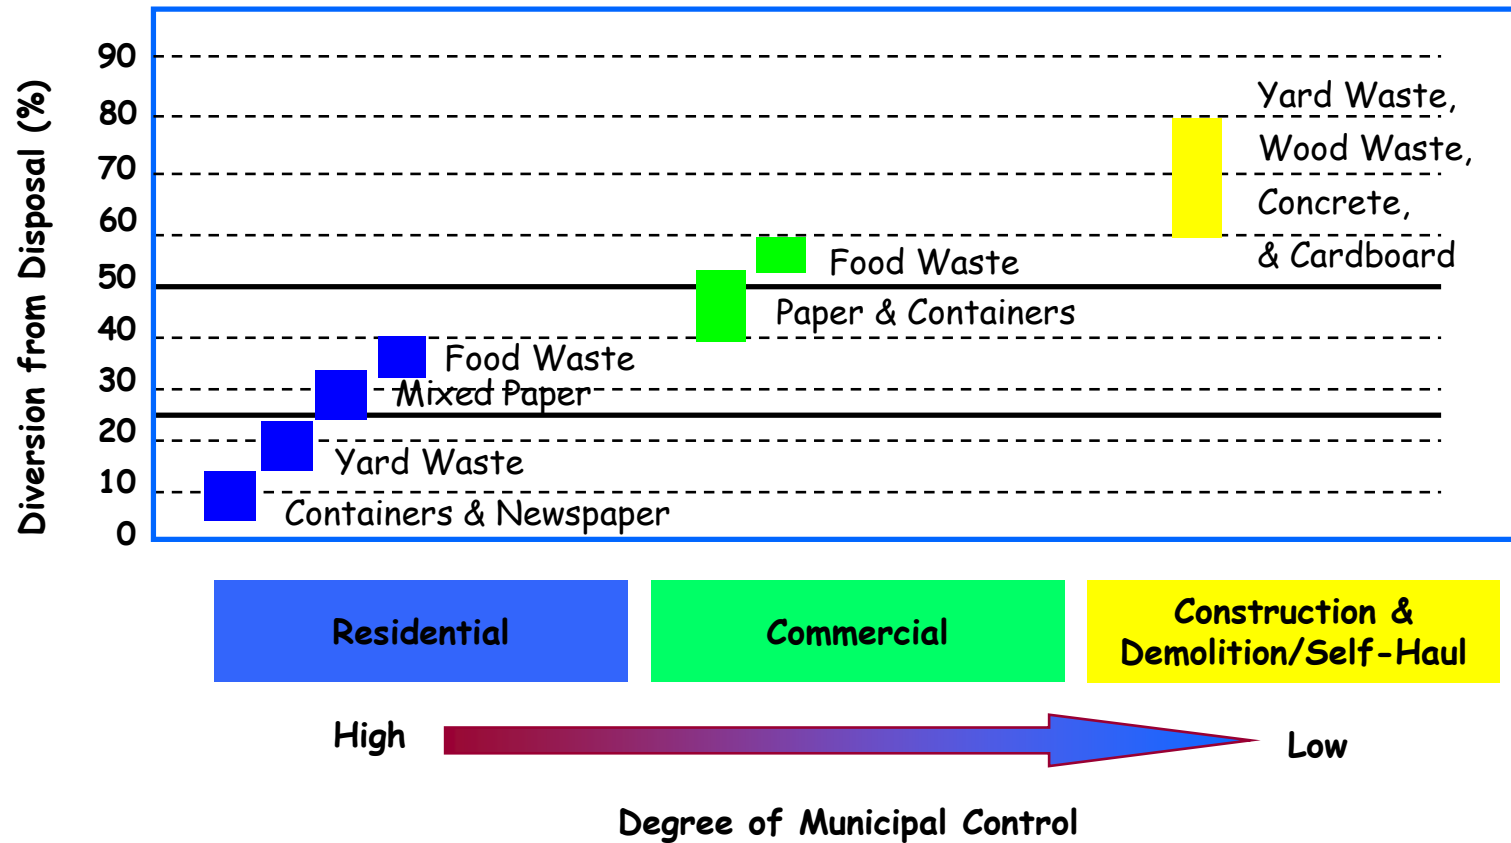 Diversion from Disposal (%)
90
80
70
60
50
40
30
20
10
0
Yard Waste,
Wood Waste,
Concrete,
& Cardboard
Food Waste
Paper & Containers
Food Waste
Mixed Paper
Yard Waste
Containers & Newspaper
Residential
Commercial
Construction &
Demolition/Self-Haul
High
Low
Degree of Municipal Control